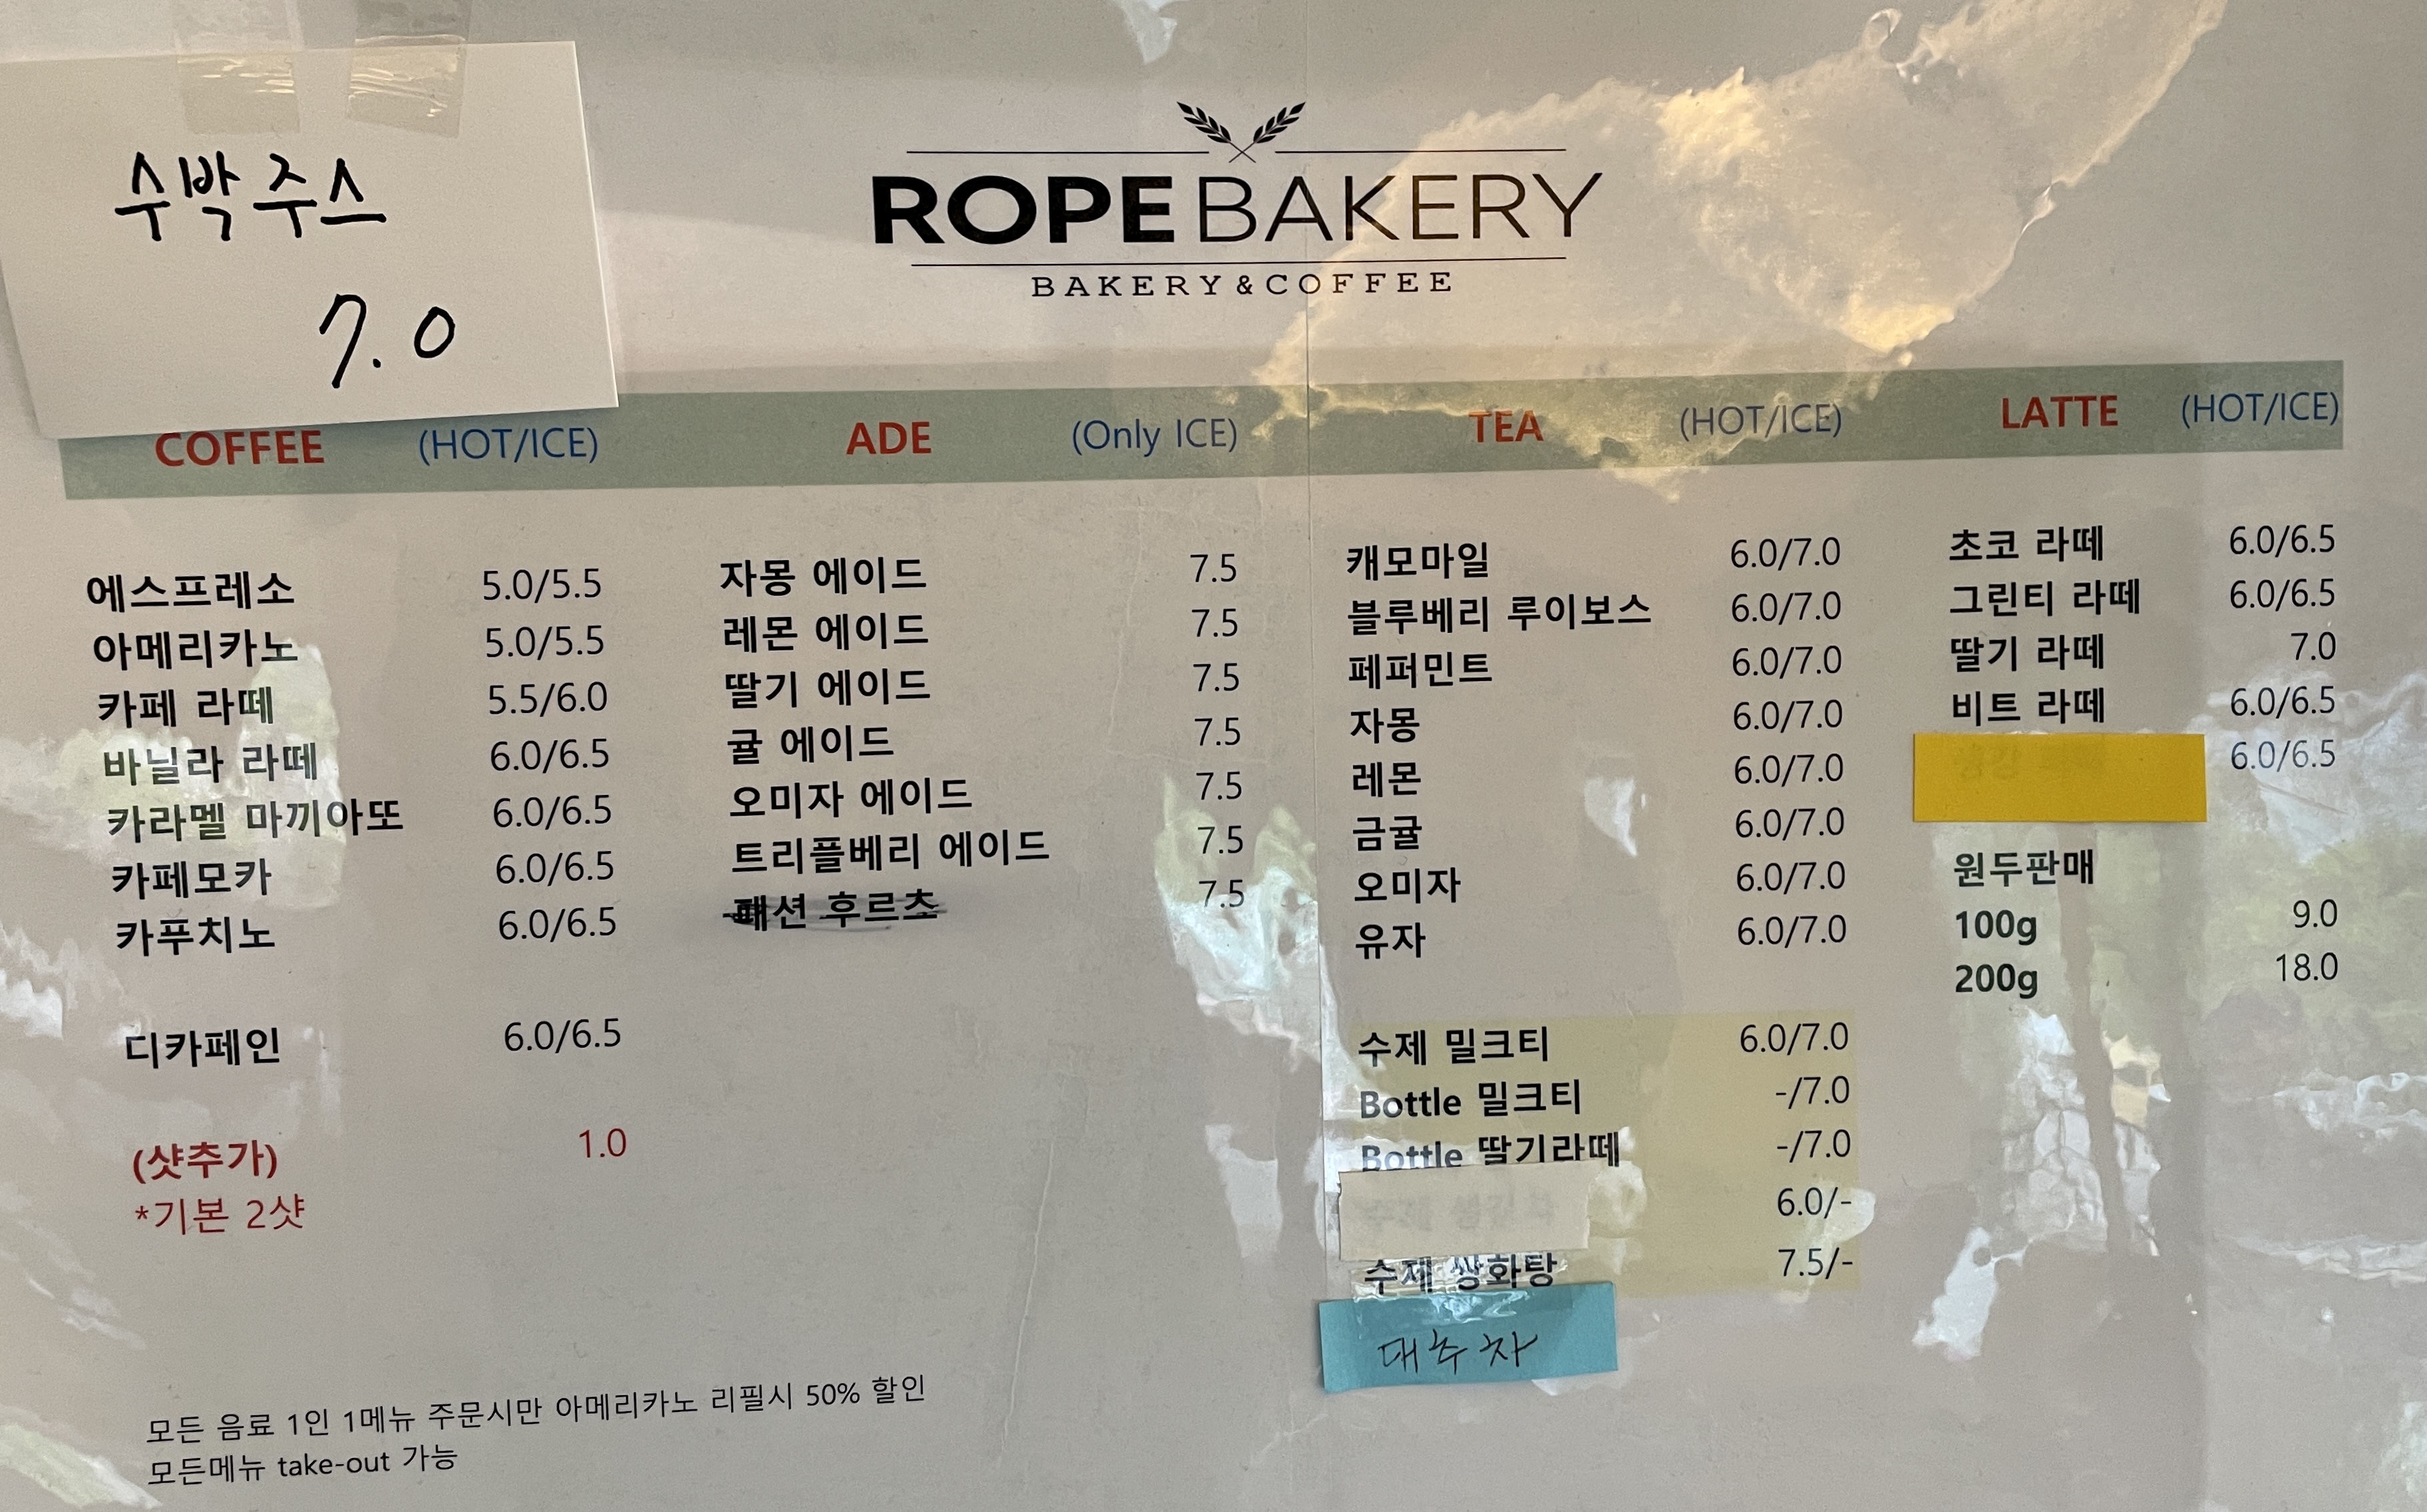 수박주스
7.0
ROPE BAKERY
BAKERY & COFFEE
COFFEE (HOT/ICE)
에스프레소 5.0/5.5
아메리카노 5.0/5.5
카페 라떼 5.5/6.0
바닐라 라떼 6.0/6.5
카라멜 마끼아또 6.0/6.5
카페모카 6.0/6.5
카푸치노 6.0/6.5
디카페인 6.0/6.5
(샷추가) 1.0
*기본 2샷
ADE (Only ICE)
자몽 에이드 7.5
레몬 에이드 7.5
딸기 에이드 7.5
귤 에이드 7.5
오미자 에이드 7.5
트리플베리 에이드 7.5
패션 후르츠 7.5
TEA (HOT/ICE)
캐모마일 6.0/7.0
블루베리 루이보스 6.0/7.0
페퍼민트 6.0/7.0
자몽 6.0/7.0
레몬 6.0/7.0
금귤 6.0/7.0
오미자 6.0/7.0
유자 6.0/7.0
수제 밀크티 6.0/7.0
Bottle 밀크티 -/7.0
Bottle 딸기라떼 -/7.0
6.0/-
수제 쌍화탕 7.5/-
대추차
LATTE (HOT/ICE)
초코 라떼 6.0/6.5
그린티 라떼 6.0/6.5
딸기 라떼 7.0
비트 라떼 6.0/6.5
6.0/6.5
원두판매
100g 9.0
200g 18.0
모든 음료 1인 1메뉴 주문시만 아메리카노 리필시 50% 할인
모든메뉴 take-out 가능